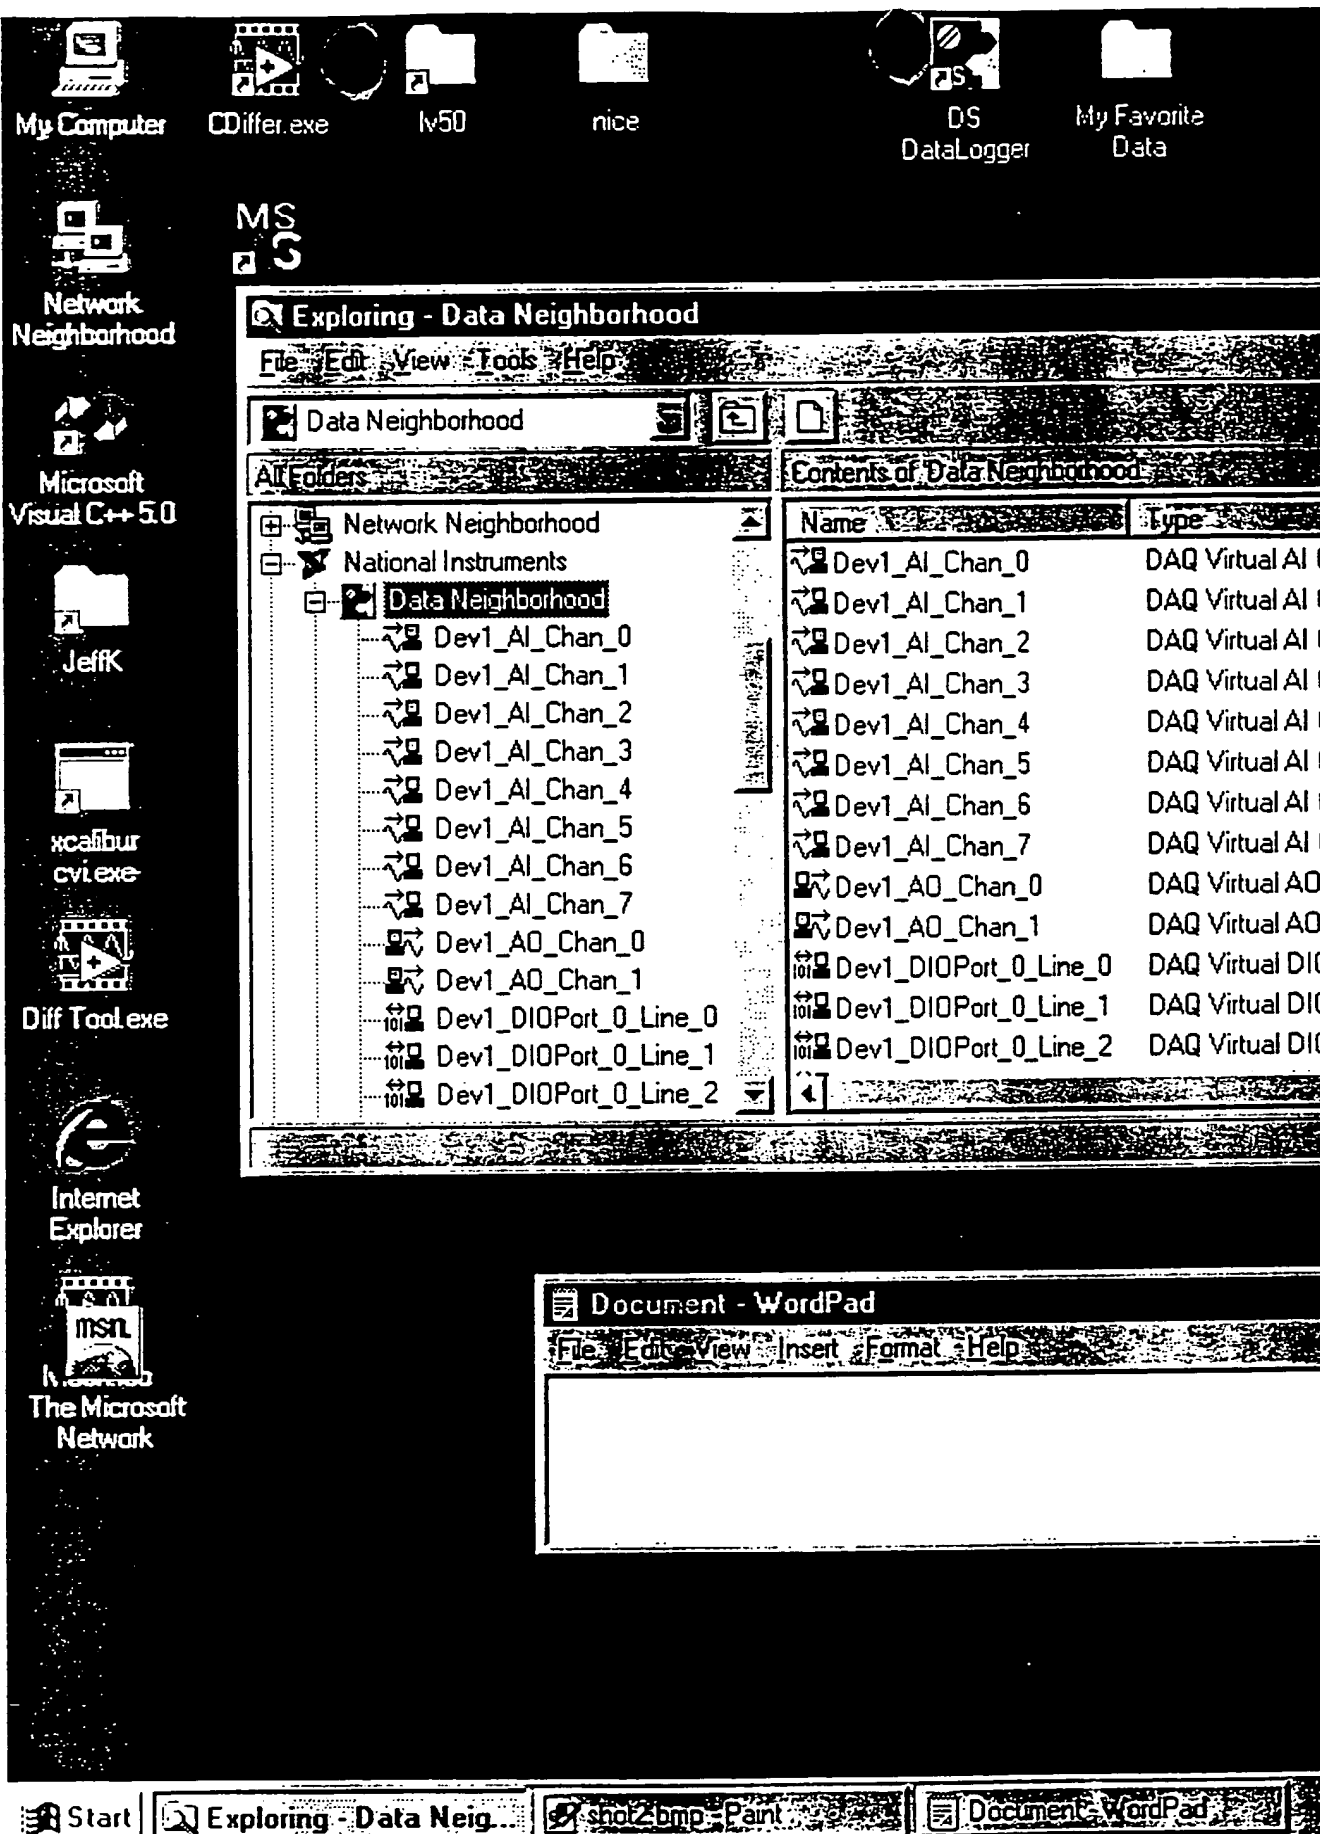 My Computer
CDiffer.exe
lv50
nice
DS
DataLogger
My Favorite
Data
MS
Network
Neighborhood
Microsoft
Visual C++ 5.0
JeffK
xcalibur
cvi.exe
Diff Tool.exe
Internet
Explorer
msn.
The Microsoft
Network
Exploring - Data Neighborhood
File Edit View Tools Help
Data Neighborhood
All Folders
Contents of 'Data Neighborhood'
Network Neighborhood
National Instruments
Data Neighborhood
Dev1_AI_Chan_0
Dev1_AI_Chan_1
Dev1_AI_Chan_2
Dev1_AI_Chan_3
Dev1_AI_Chan_4
Dev1_AI_Chan_5
Dev1_AI_Chan_6
Dev1_AI_Chan_7
Dev1_AO_Chan_0
Dev1_AO_Chan_1
Dev1_DIOPort_0_Line_0
Dev1_DIOPort_0_Line_1
Dev1_DIOPort_0_Line_2
Name Type
Dev1_AI_Chan_0 DAQ Virtual AI
Dev1_AI_Chan_1 DAQ Virtual AI
Dev1_AI_Chan_2 DAQ Virtual AI
Dev1_AI_Chan_3 DAQ Virtual AI
Dev1_AI_Chan_4 DAQ Virtual AI
Dev1_AI_Chan_5 DAQ Virtual AI
Dev1_AI_Chan_6 DAQ Virtual AI
Dev1_AI_Chan_7 DAQ Virtual AI
Dev1_AO_Chan_0 DAQ Virtual AO
Dev1_AO_Chan_1 DAQ Virtual AO
Dev1_DIOPort_0_Line_0 DAQ Virtual DIO
Dev1_DIOPort_0_Line_1 DAQ Virtual DIO
Dev1_DIOPort_0_Line_2 DAQ Virtual DIO
Document - WordPad
File Edit View Insert Format Help
Start
Exploring - Data Neig...
shot2.bmp - Paint
Document - WordPad